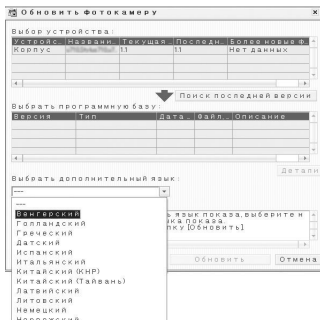 Обновить Фотокамеру
Выбор устройства:
Устройс... Названи... Текущая... Последн... Более новые Ф...
Корпус 1.1 1.1 Нет данных
Поиск последней версии
Выбрать программную базу:
Версия Тип Дата... Файл... Описание
Детали
Выбрать дополнительный язык:
---
---
Венгерский
Голландский
Греческий
Датский
Испанский
Итальянский
Китайский (КНР)
Китайский (Тайвань)
Латвийский
Литовский
Немецкий
Норвежский
язык показа, выберите н
ка показа.
пку [Обновить]
Обновить Отмена